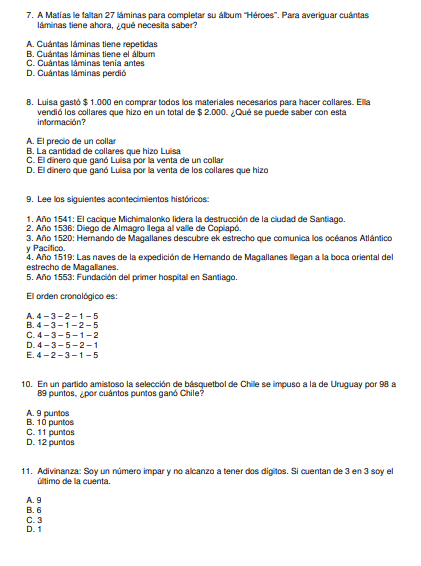 7. A Matías le faltan 27 láminas para completar su álbum "Héroes". Para averiguar cuántas
láminas tiene ahora, ¿qué necesita saber?
A. Cuántas láminas tiene repetidas
B. Cuántas láminas tiene el álbum
C. Cuántas láminas tenía antes
D. Cuántas láminas perdió
8. Luisa gastó $ 1.000 en comprar todos los materiales necesarios para hacer collares. Ella
vendió los collares que hizo en un total de $ 2.000. ¿Qué se puede saber con esta
información?
A. El precio de un collar
B. La cantidad de collares que hizo Luisa
C. El dinero que ganó Luisa por la venta de un collar
D. El dinero que ganó Luisa por la venta de los collares que hizo
9. Lee los siguientes acontecimientos históricos:
1. Año 1541: El cacique Michimalonko lidera la destrucción de la ciudad de Santiago.
2. Año 1536: Diego de Almagro llega al valle de Copiapó.
3. Año 1520: Hernando de Magallanes descubre ek estrecho que comunica los océanos Atlántico
y Pacífico.
4. Año 1519: Las naves de la expedición de Hernando de Magallanes llegan a la boca oriental del
estrecho de Magallanes.
5. Año 1553: Fundación del primer hospital en Santiago.
El orden cronológico es:
A. 4 – 3 – 2 – 1 – 5
B. 4 – 3 – 1 – 2 – 5
C. 4 – 3 – 5 – 1 – 2
D. 4 – 3 – 5 – 2 – 1
E. 4 – 2 – 3 – 1 – 5
10. En un partido amistoso la selección de básquetbol de Chile se impuso a la de Uruguay por 98 a
89 puntos, ¿por cuántos puntos ganó Chile?
A. 9 puntos
B. 10 puntos
C. 11 puntos
D. 12 puntos
11. Adivinanza: Soy un número impar y no alcanzo a tener dos dígitos. Si cuentan de 3 en 3 soy el
último de la cuenta.
A. 9
B. 6
C. 3
D. 1